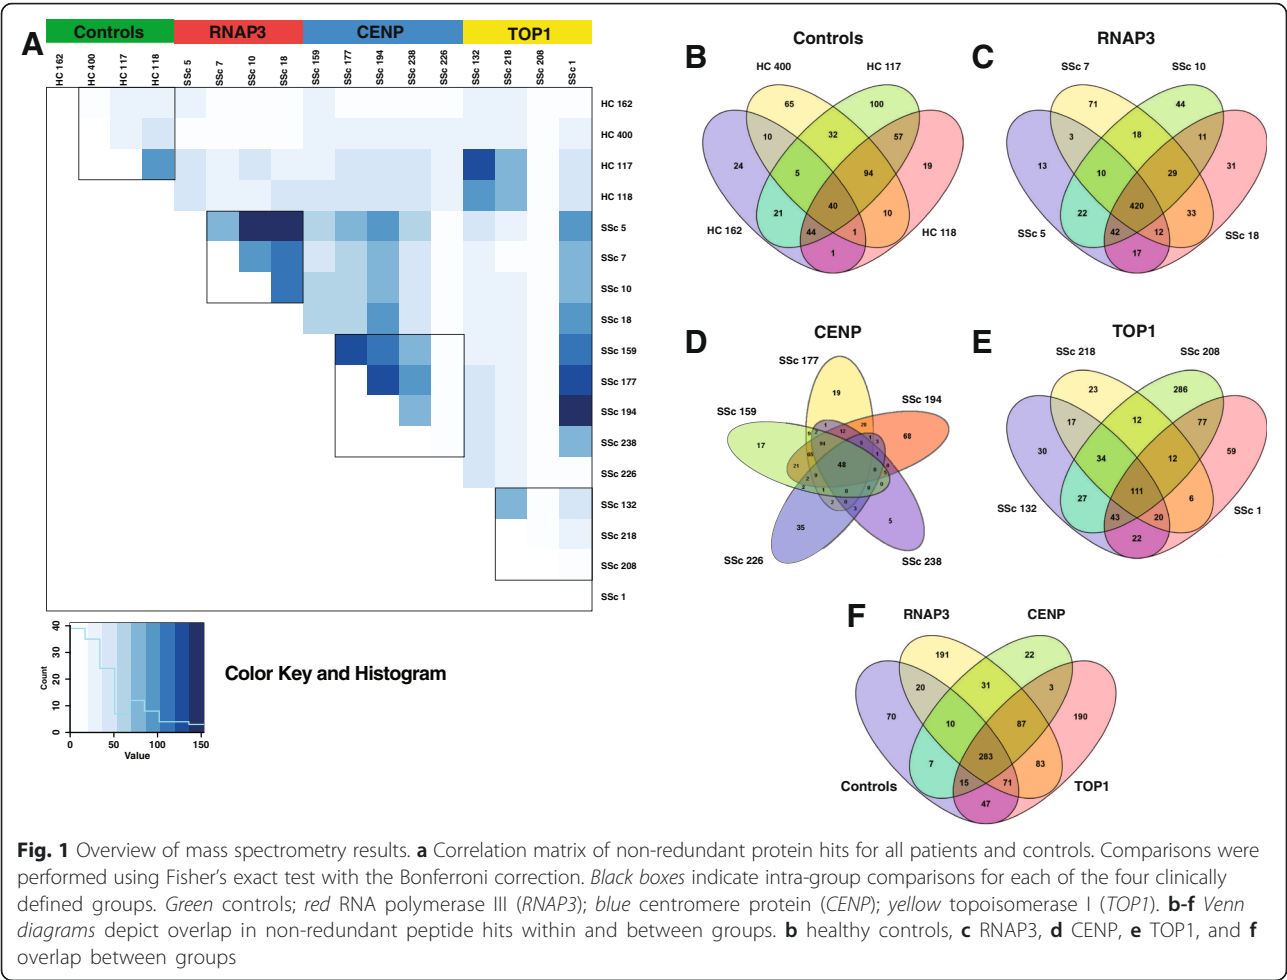 A
Controls RNAP3 CENP TOP1
HC 162 HC 400 HC 117 HC 118 SSc 5 SSc 7 SSc 10 SSc 18 SSc 159 SSc 177 SSc 194 SSc 238 SSc 226 SSc 132 SSc 218 SSc 208 SSc 1
HC 162
HC 400
HC 117
HC 118
SSc 5
SSc 7
SSc 10
SSc 18
SSc 159
SSc 177
SSc 194
SSc 238
SSc 226
SSc 132
SSc 218
SSc 208
SSc 1
Color Key and Histogram
Count
40
30
20
10
0
0 50 100 150
Value
B
Controls
HC 400 HC 117
65 100
10 32 57
24 5 94 19
40
21 10
HC 162 44 1 HC 118
1
C
RNAP3
SSc 7 SSc 10
71 44
3 18 11
13 10 29 31
420
22 33
SSc 5 42 12 SSc 18
17
D
CENP
SSc 177
19
SSc 194
68
SSc 159
17
48
21
35
5
SSc 226
SSc 238
E
TOP1
SSc 218 SSc 208
23 286
17 12 77
30 34 12 59
111
27 6
SSc 132 43 20 SSc 1
22
F
RNAP3 CENP
191 22
20 31 3
70 10 87 190
283
7 83
Controls 15 71 TOP1
47
Fig. 1 Overview of mass spectrometry results. a Correlation matrix of non-redundant protein hits for all patients and controls. Comparisons were
performed using Fisher's exact test with the Bonferroni correction. Black boxes indicate intra-group comparisons for each of the four clinically
defined groups. Green controls; red RNA polymerase III (RNAP3); blue centromere protein (CENP); yellow topoisomerase I (TOP1). b-f Venn
diagrams depict overlap in non-redundant peptide hits within and between groups. b healthy controls, c RNAP3, d CENP, e TOP1, and f
overlap between groups